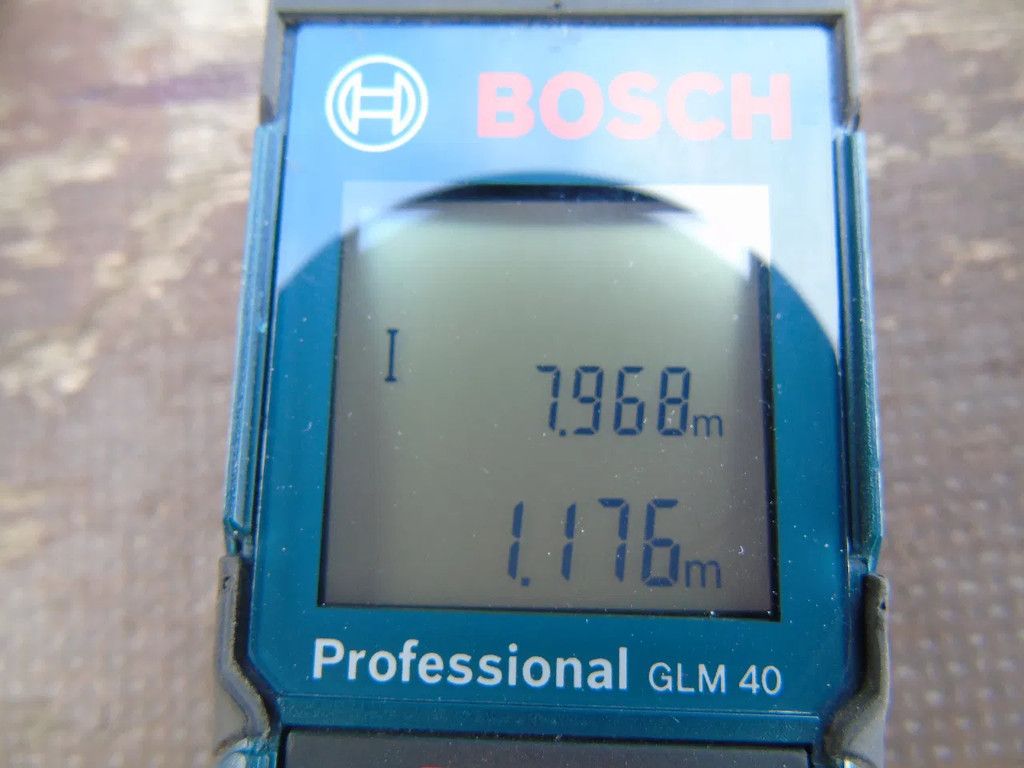 BOSCH
7.968m
1.176m
Professional GLM 40